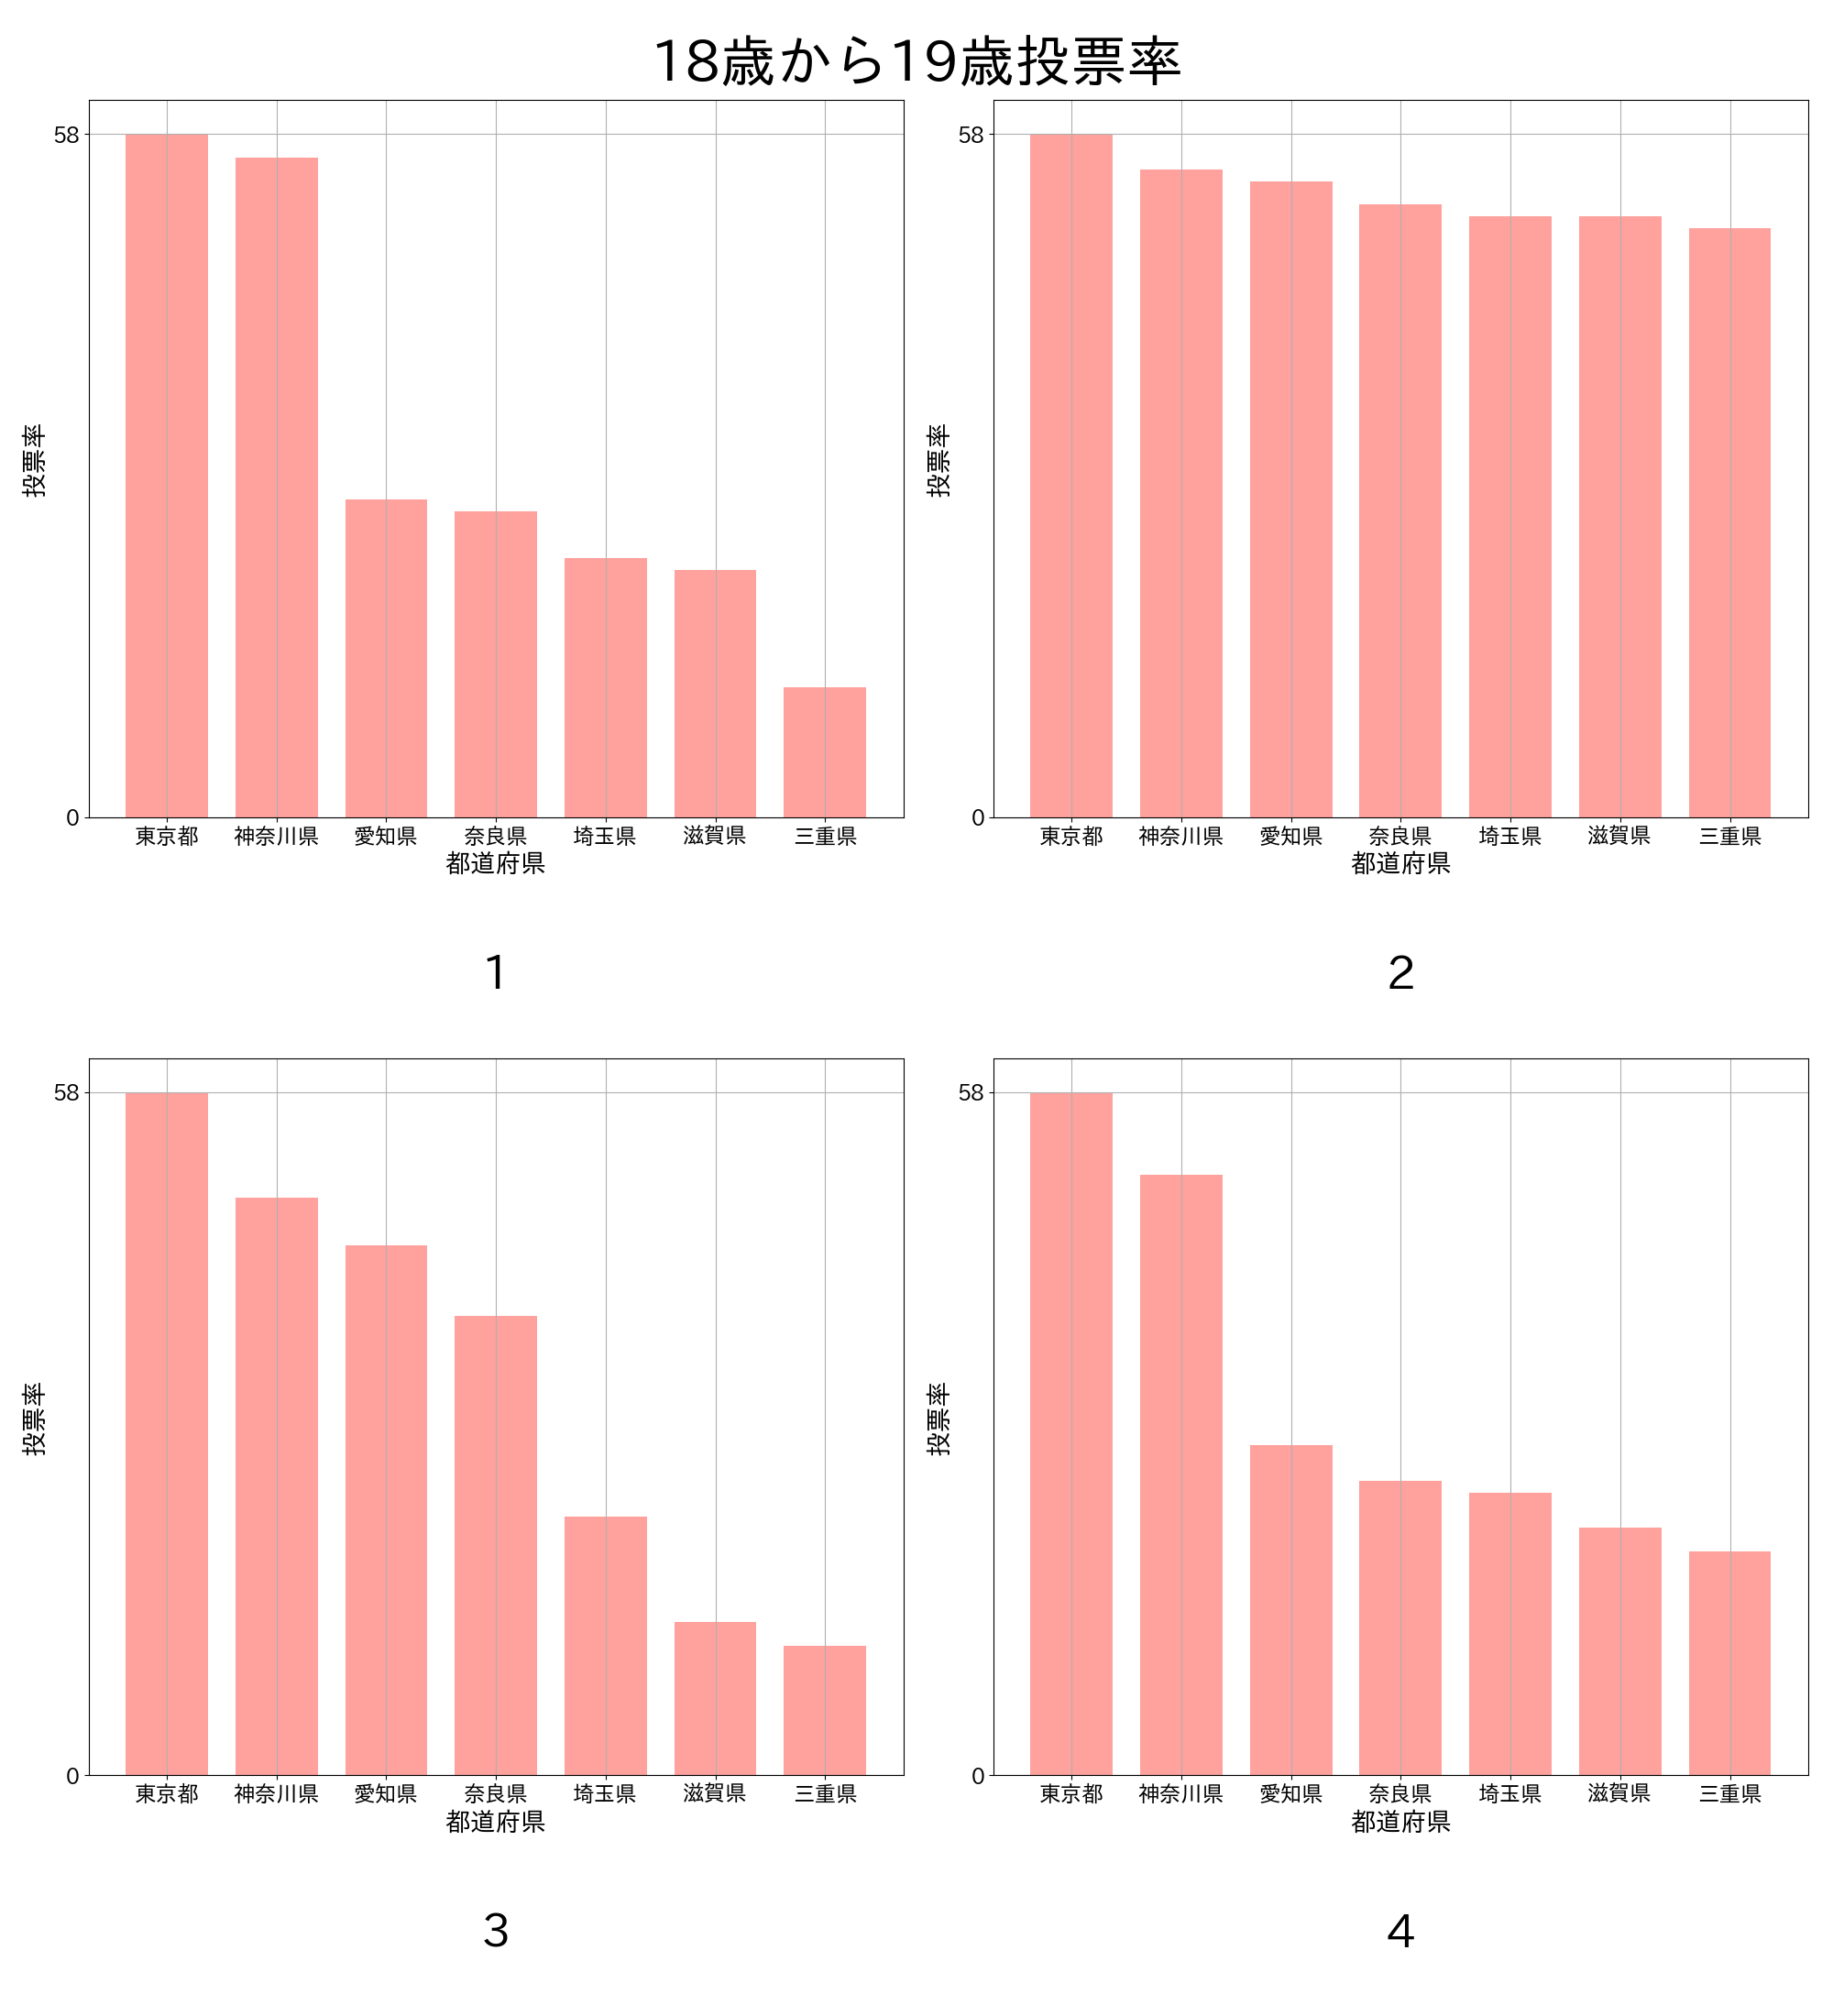 18歳から19歳投票率
58
投票率
0
東京都 神奈川県 愛知県 奈良県 埼玉県 滋賀県 三重県
都道府県
1
58
投票率
0
東京都 神奈川県 愛知県 奈良県 埼玉県 滋賀県 三重県
都道府県
2
58
投票率
0
東京都 神奈川県 愛知県 奈良県 埼玉県 滋賀県 三重県
都道府県
3
58
投票率
0
東京都 神奈川県 愛知県 奈良県 埼玉県 滋賀県 三重県
都道府県
4